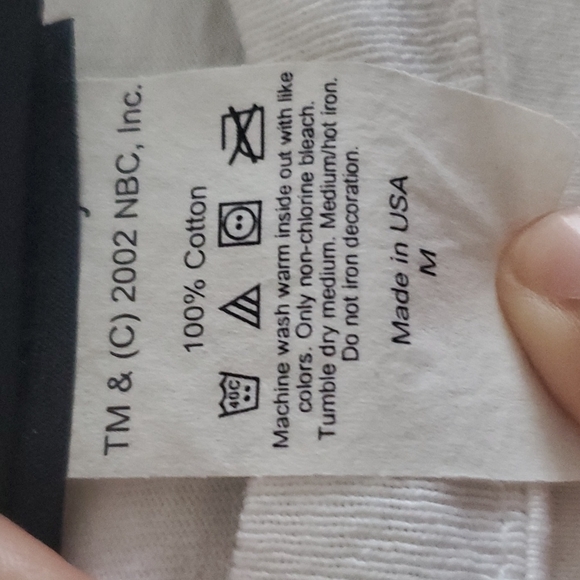 TM & (C) 2002 NBC, Inc.
100% Cotton
40C
Machine wash warm inside out with like
colors. Only non-chlorine bleach.
Tumble dry medium. Medium/hot iron.
Do not iron decoration.
Made in USA
M